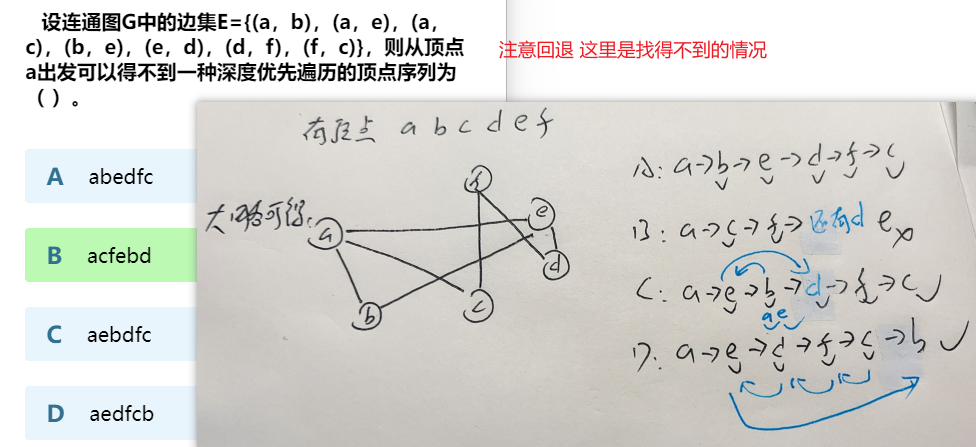 设连通图G中的边集E={(a，b)，(a，e)，(a，
c)，(b，e)，(e，d)，(d，f)，(f，c)}，则从顶点
a出发可以得不到一种深度优先遍历的顶点序列为
（ ）。
注意回退 这里是找得不到的情况
A abedfc
B acfebd
C aebdfc
D aedfcb
有顶点 a b c d e f
大略可得：
f
e
a
d
b
c
A: a→b→e→d→f→c
B: a→c→f→还有d e
C: a→e→b→d→f→c
a e
D: a→e→d→f→c→b